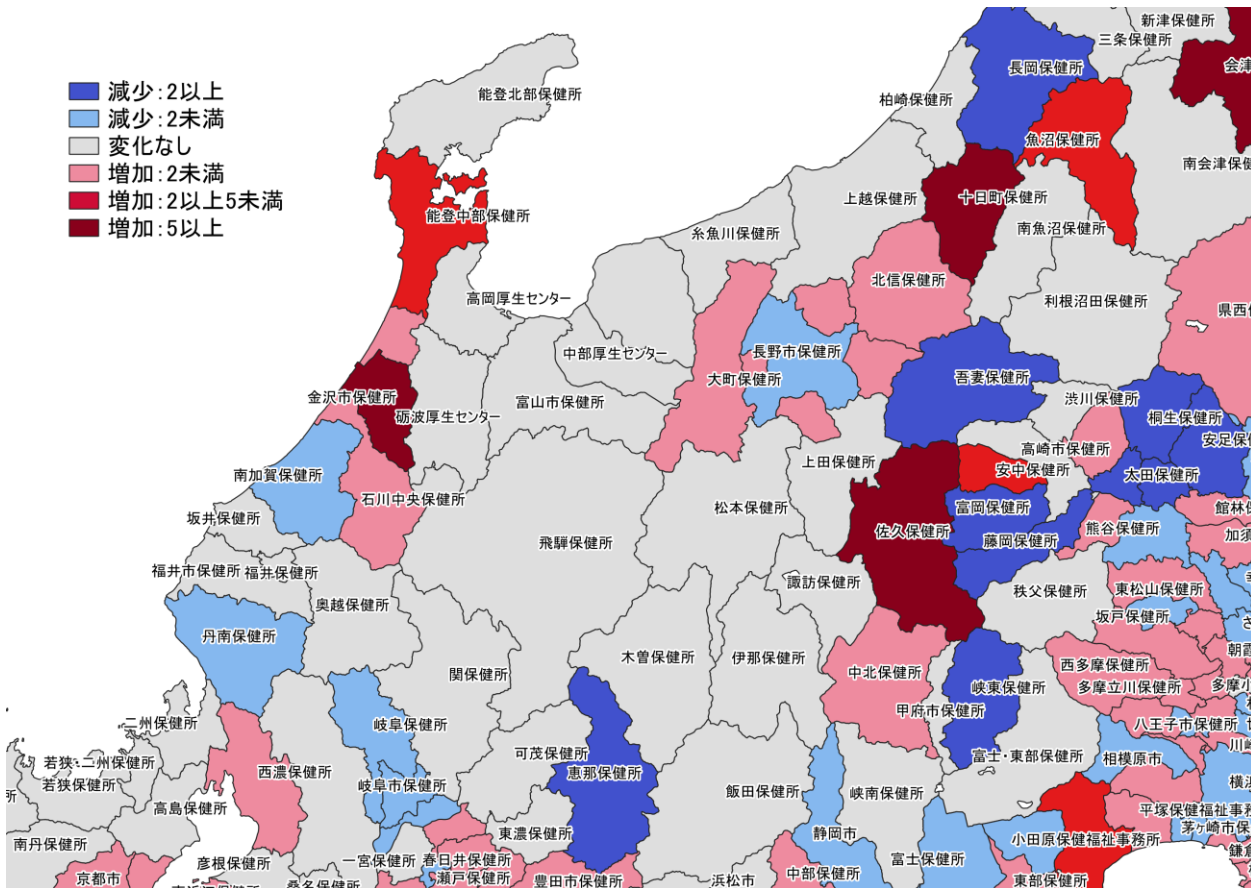 減少：2以上
減少：2未満
変化なし
増加：2未満
増加：2以上5未満
増加：5以上
新津保健所
三条保健所
会津
長岡保健所
能登北部保健所
柏崎保健所
魚沼保健所
南会津保健
十日町保健所
上越保健所
能登中部保健所
南魚沼保健所
糸魚川保健所
北信保健所
高岡厚生センター
利根沼田保健所
県西保
中部厚生センター
長野市保健所
大町保健所
吾妻保健所
金沢市保健所
渋川保健所
富山市保健所
砺波厚生センター
桐生保健所
安足保健
高崎市保健所
上田保健所
安中保健所
太田保健所
南加賀保健所
石川中央保健所
松本保健所
富岡保健所
館林保
坂井保健所
佐久保健所
熊谷保健所
加須
飛騨保健所
藤岡保健所
福井市保健所
福井保健所
諏訪保健所
秩父保健所
東松山保健所
奥越保健所
坂戸保健所
丹南保健所
朝霞
木曽保健所
伊那保健所
西多摩保健所
中北保健所
関保健所
峡東保健所
多摩立川保健所
多摩小
甲府市保健所
二州保健所
岐阜保健所
八王子市保健所
川崎
可茂保健所
富士・東部保健所
相模原市
若狭・二州保健所
西濃保健所
恵那保健所
若狭保健所
岐阜市保健所
飯田保健所
峡南保健所
横浜
高島保健所
平塚保健福祉事務
東濃保健所
静岡市
茅ヶ崎市保
小田原保健福祉事務所
南丹保健所
彦根保健所
一宮保健所
春日井保健所
富士保健所
鎌倉
京都市
瀬戸保健所
中部保健所
豊田市保健所
浜松市
東部保健所
桑名保健所